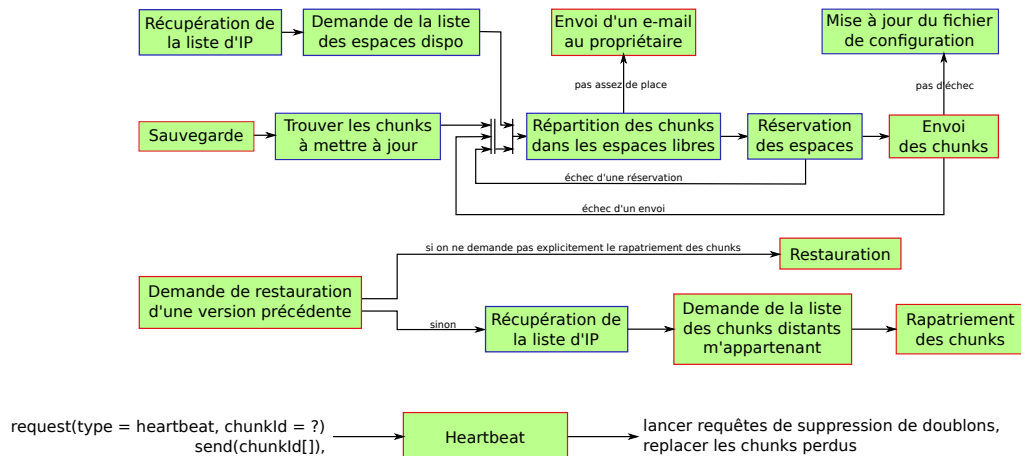 Récupération de
la liste d'IP
Demande de la liste
des espaces dispo
Envoi d'un e-mail
au propriétaire
Mise à jour du fichier
de configuration
pas assez de place
pas d'échec
Sauvegarde
Trouver les chunks
à mettre à jour
Répartition des chunks
dans les espaces libres
Réservation
des espaces
Envoi
des chunks
échec d'une réservation
échec d'un envoi
si on ne demande pas explicitement le rapatriement des chunks
Restauration
Demande de restauration
d'une version précédente
sinon
Récupération de
la liste d'IP
Demande de la liste
des chunks distants
m'appartenant
Rapatriement
des chunks
request(type = heartbeat, chunkId = ?)
send(chunkId[]),
Heartbeat
lancer requêtes de suppression de doublons,
replacer les chunks perdus